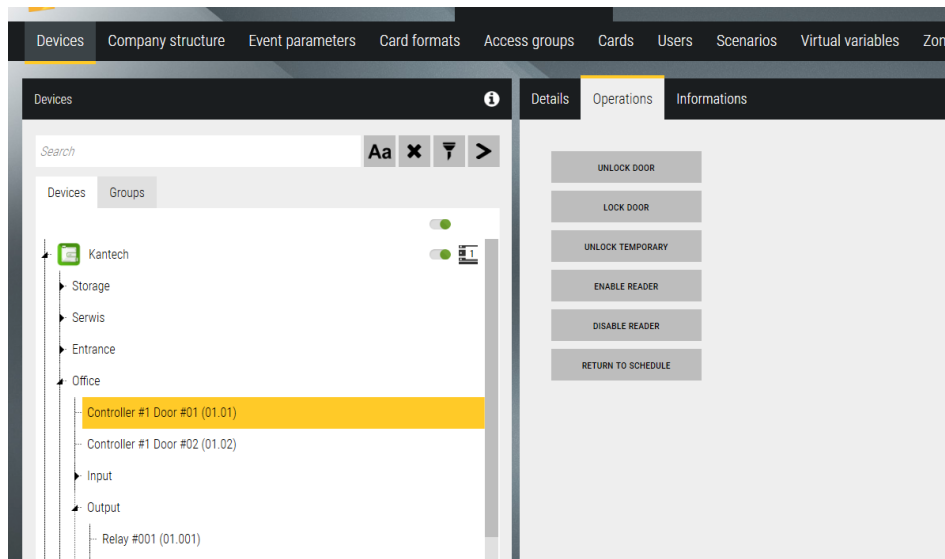 Devices Company structure Event parameters Card formats Access groups Cards Users Scenarios Virtual variables Zon
Devices
Details Operations Informations
Search
Aa
Devices Groups
Kantech
1
Storage
Serwis
Entrance
Office
Controller #1 Door #01 (01.01)
Controller #1 Door #02 (01.02)
Input
Output
Relay #001 (01.001)
UNLOCK DOOR
LOCK DOOR
UNLOCK TEMPORARY
ENABLE READER
DISABLE READER
RETURN TO SCHEDULE